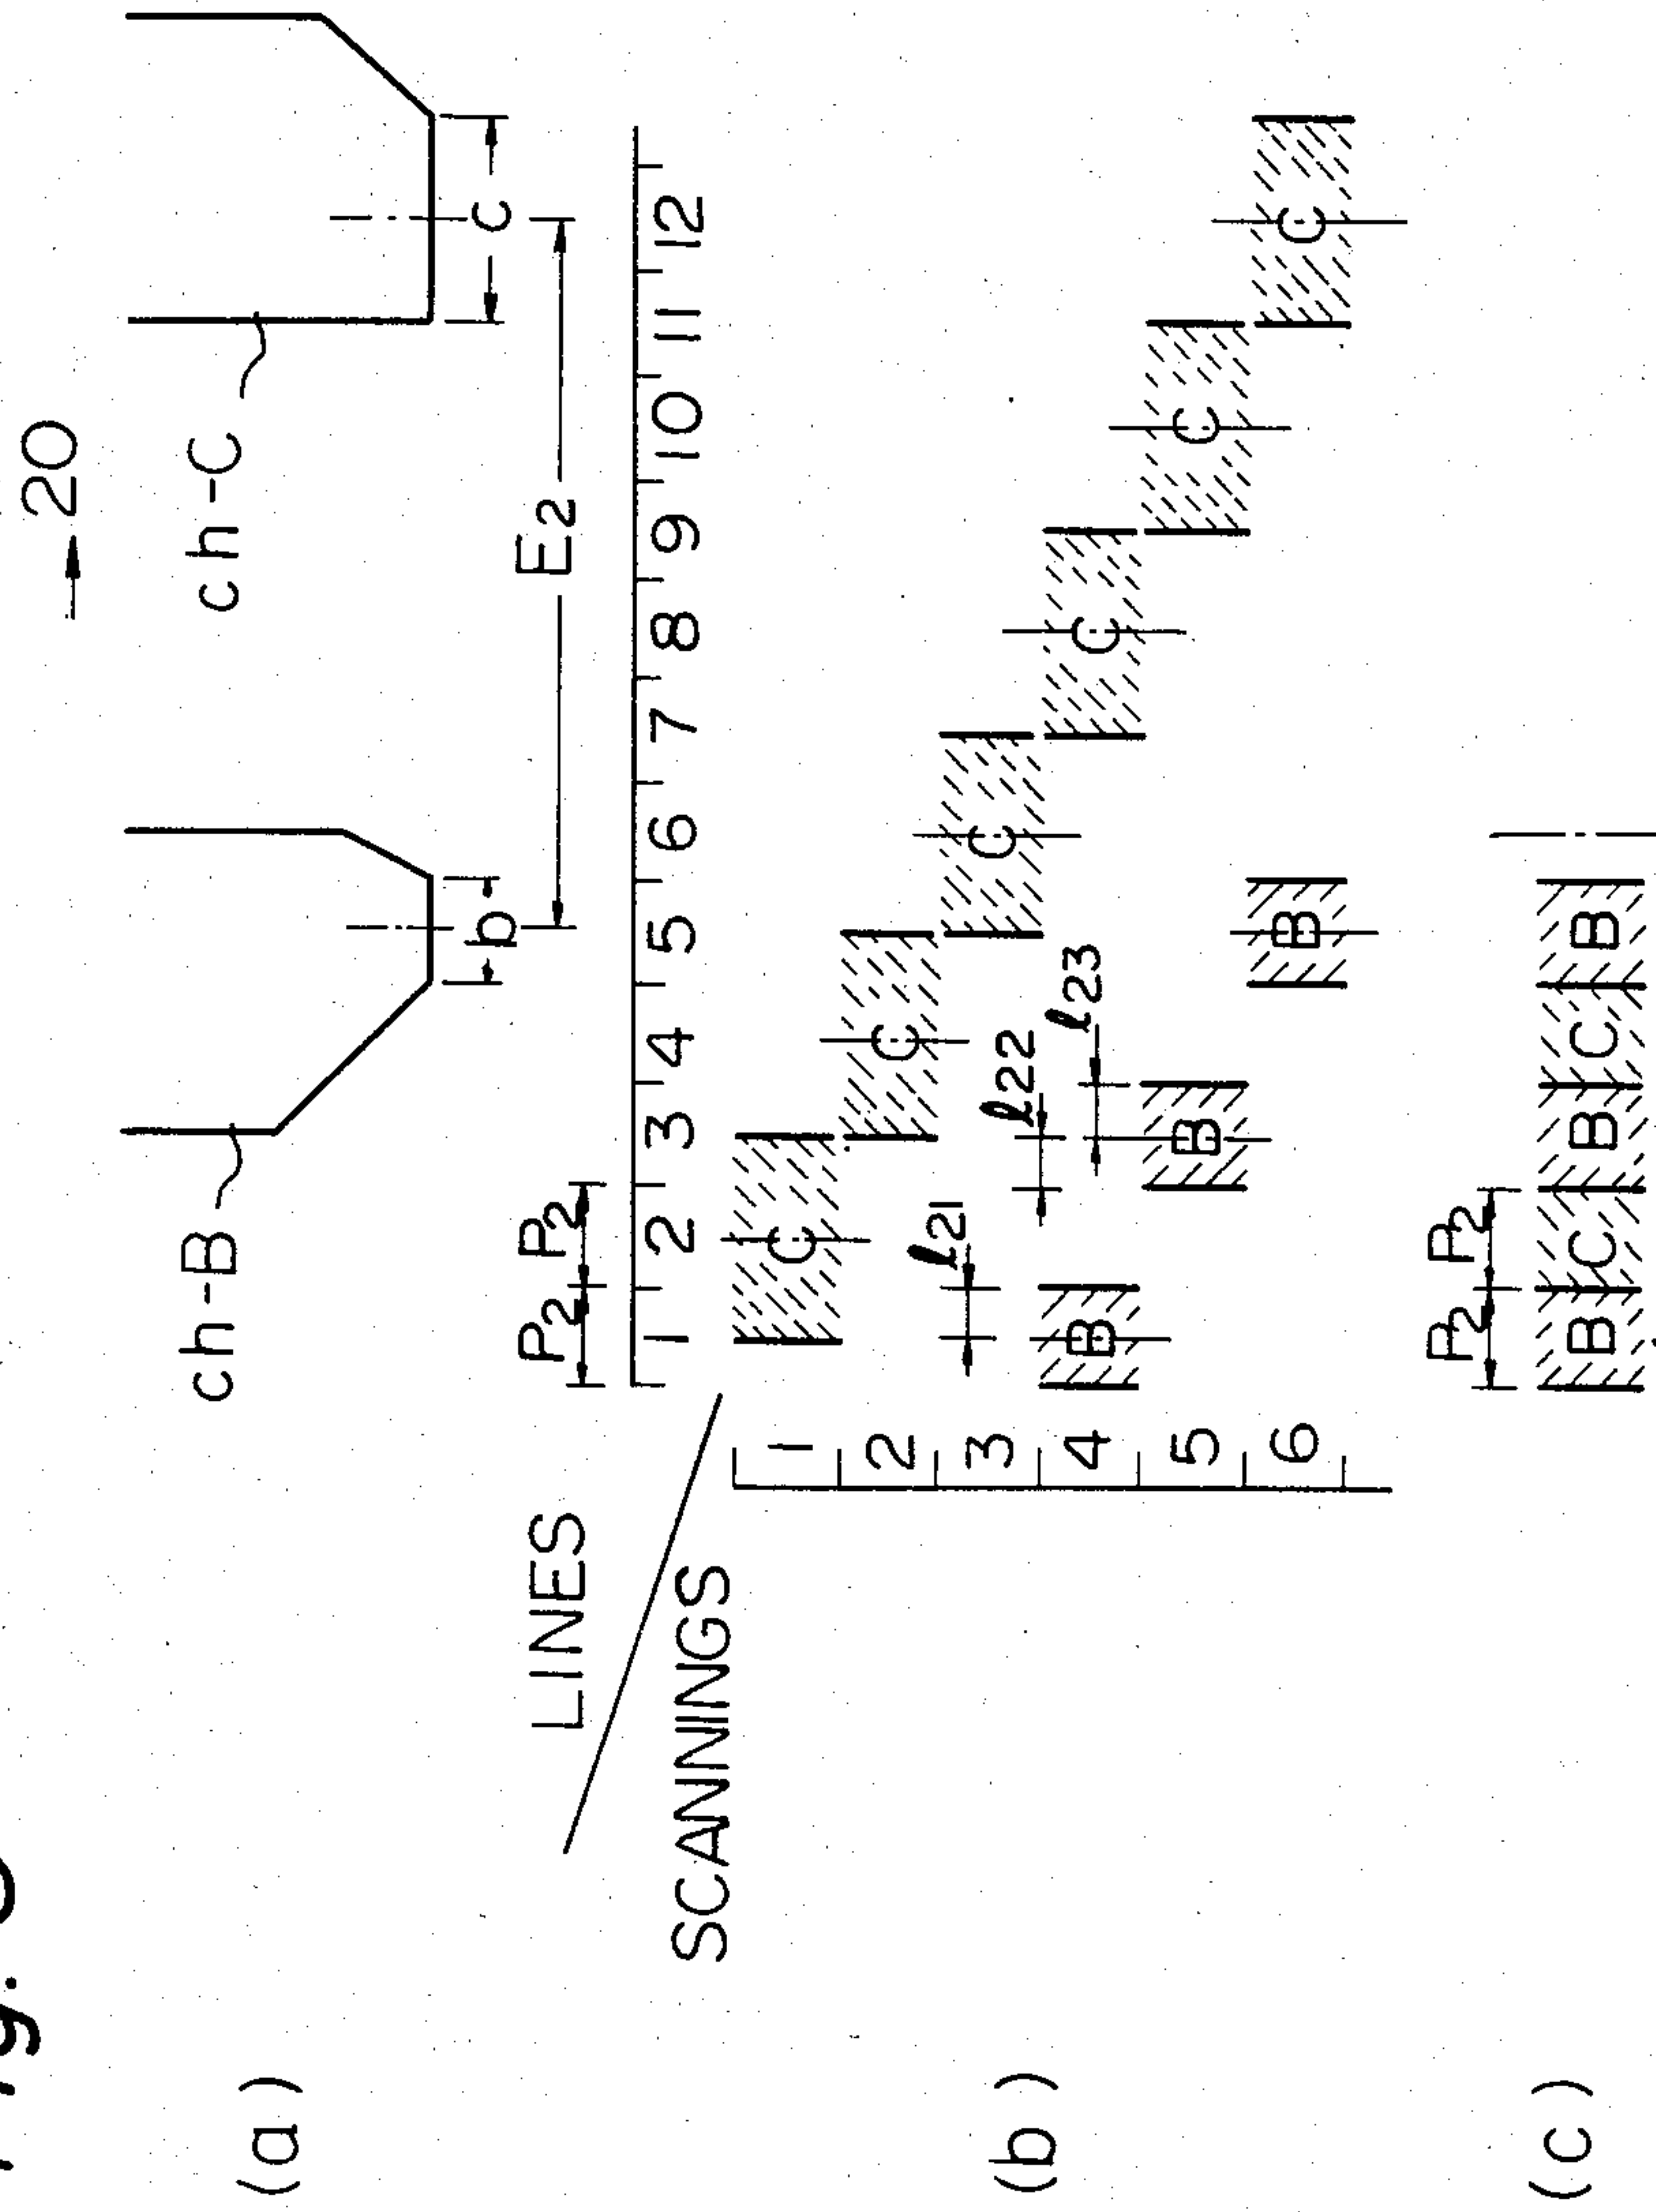 Fig.
20
(a)
ch-B
ch-C
b
c
E2
P2 P2
LINES
SCANNINGS
1 2 3 4 5 6 7 8 9 10 11 12
(b)
1 C
2 C
3 C
4 B C
5 B C
6 B C
ℓ21
ℓ22
ℓ23
(c)
P2 P2
B C B C B